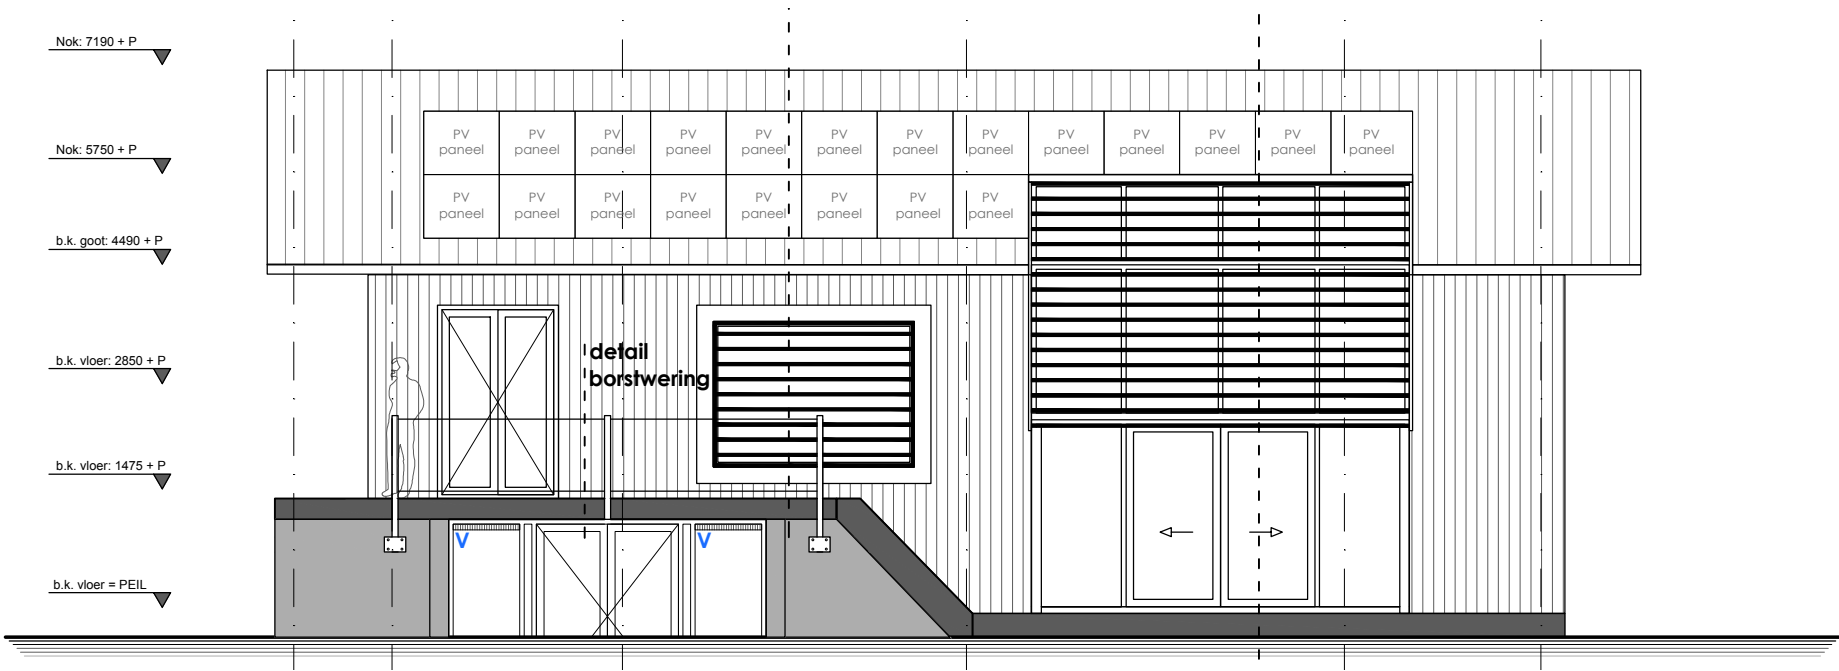 Nok: 7190 + P
Nok: 5750 + P
b.k. goot: 4490 + P
b.k. vloer: 2850 + P
b.k. vloer: 1475 + P
b.k. vloer = PEIL
PV PV PV PV PV PV PV PV PV PV PV PV PV
paneel paneel paneel paneel paneel paneel paneel paneel paneel paneel paneel paneel paneel
PV PV PV PV PV PV PV PV
paneel paneel paneel paneel paneel paneel paneel paneel
detail
borstwering
V V